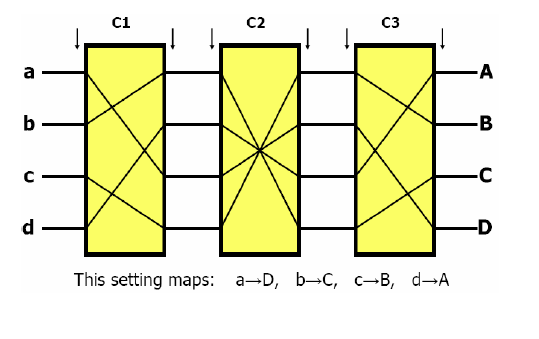 C1 C2 C3
a A
b B
c C
d D
This setting maps: a→D, b→C, c→B, d→A